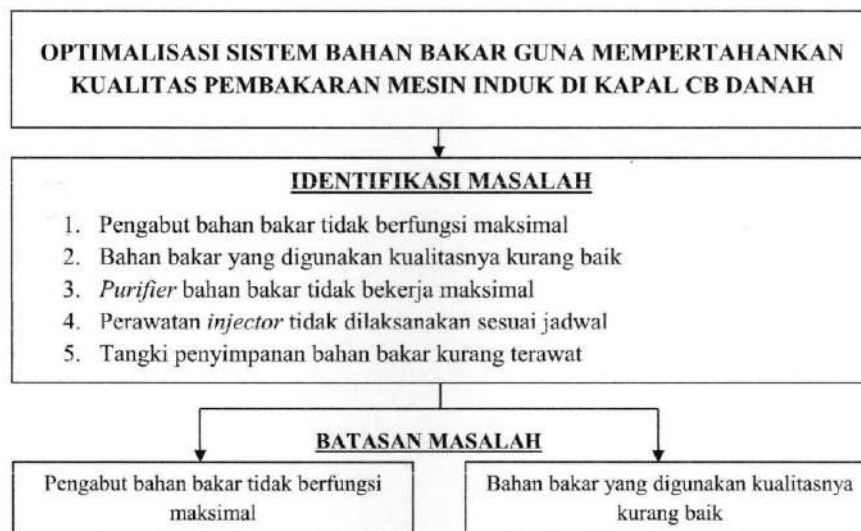 OPTIMALISASI SISTEM BAHAN BAKAR GUNA MEMPERTAHANKAN
KUALITAS PEMBAKARAN MESIN INDUK DI KAPAL CB DANAH
IDENTIFIKASI MASALAH
1. Pengabut bahan bakar tidak berfungsi maksimal
2. Bahan bakar yang digunakan kualitasnya kurang baik
3. Purifier bahan bakar tidak bekerja maksimal
4. Perawatan injector tidak dilaksanakan sesuai jadwal
5. Tangki penyimpanan bahan bakar kurang terawat
BATASAN MASALAH
Pengabut bahan bakar tidak berfungsi
maksimal
Bahan bakar yang digunakan kualitasnya
kurang baik